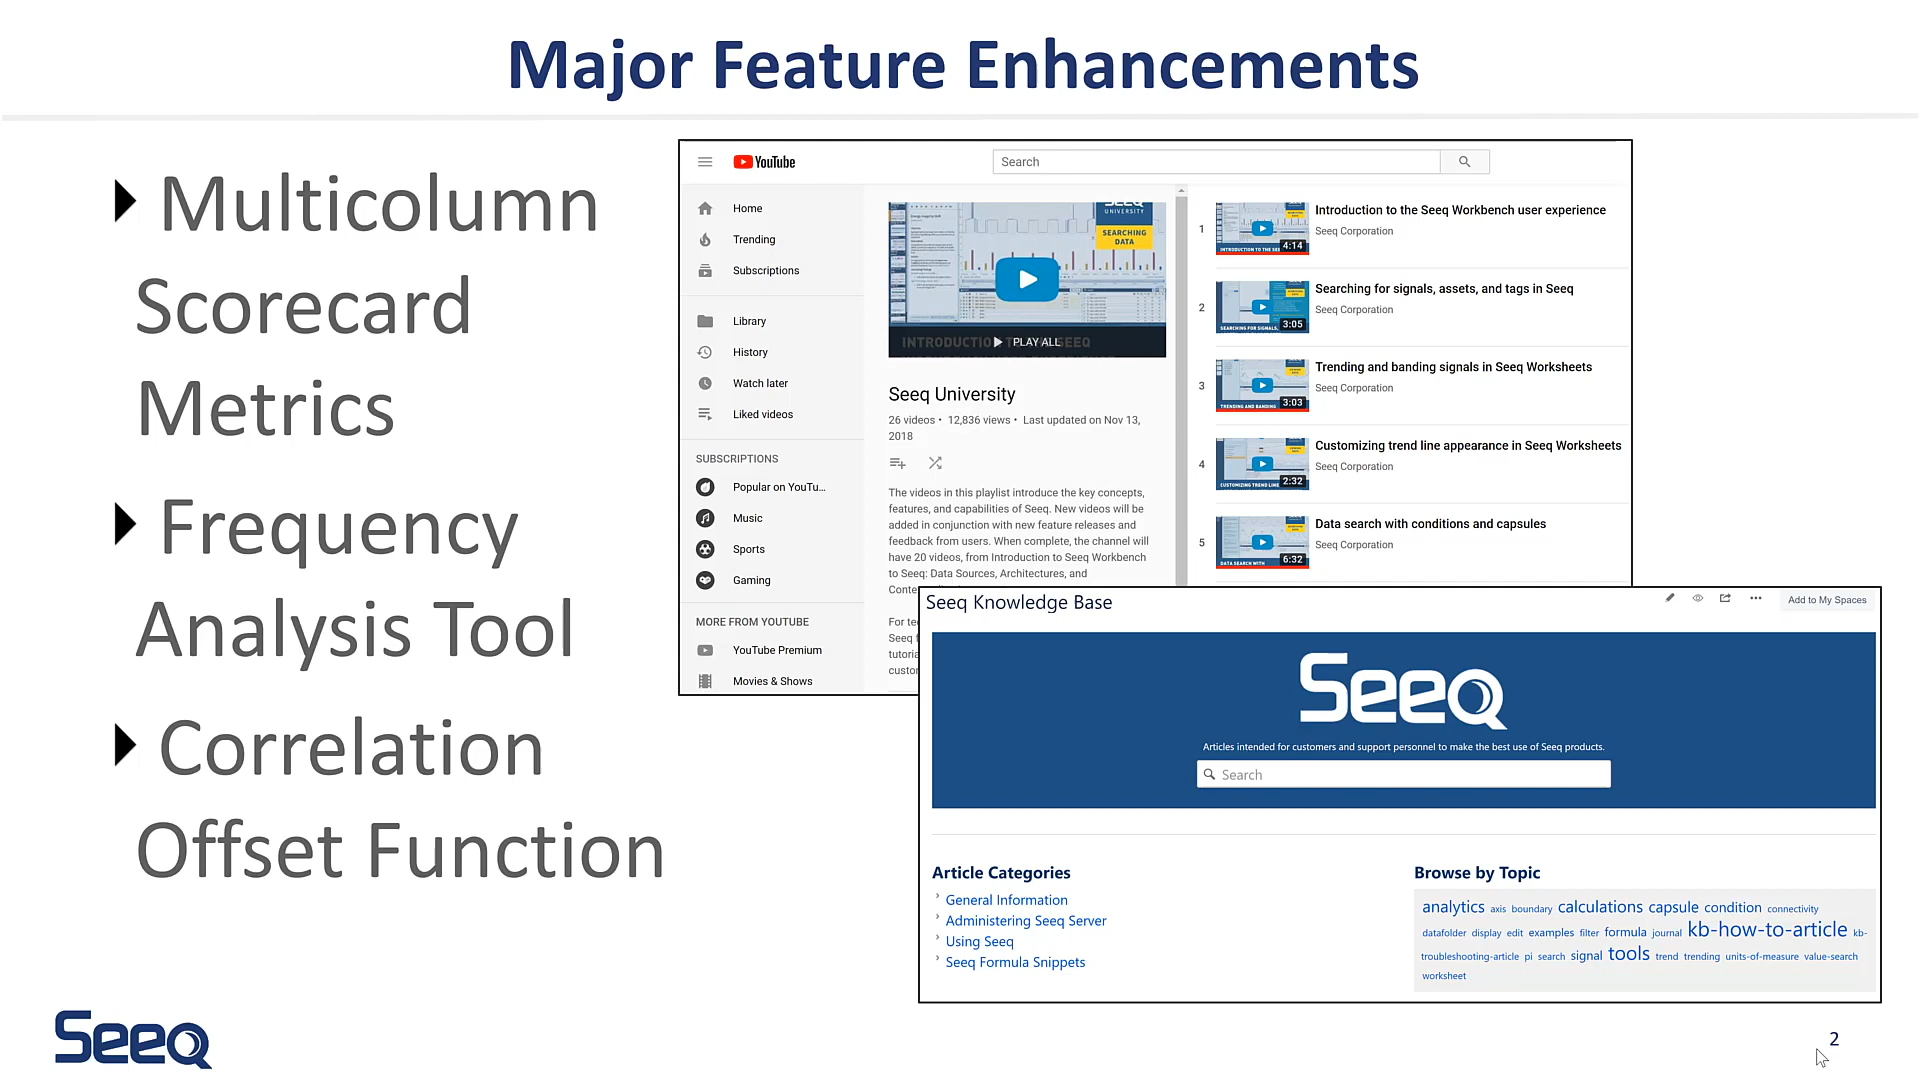 Major Feature Enhancements
Multicolumn
Scorecard
Metrics
Frequency
Analysis Tool
Correlation
Offset Function
YouTube
Search
Home
Trending
Subscriptions
Library
History
Watch later
Liked videos
SUBSCRIPTIONS
Popular on YouTu...
Music
Sports
Gaming
MORE FROM YOUTUBE
YouTube Premium
Movies & Shows
UNIVERSITY
SEARCHING
DATA
PLAY ALL
Seeq University
26 videos • 12,836 views • Last updated on Nov 13,
2018
The videos in this playlist introduce the key concepts,
features, and capabilities of Seeq. New videos will be
added in conjunction with new feature releases and
feedback from users. When complete, the channel will
have 20 videos, from Introduction to Seeq Workbench
to Seeq: Data Sources, Architectures, and
1
4:14
Introduction to the Seeq Workbench user experience
Seeq Corporation
2
3:05
Searching for signals, assets, and tags in Seeq
Seeq Corporation
3
TRENDING AND BANDING
3:03
Trending and banding signals in Seeq Worksheets
Seeq Corporation
4
CUSTOMIZING TREND LINE
2:32
Customizing trend line appearance in Seeq Worksheets
Seeq Corporation
5
DATA SEARCH WITH
6:32
Data search with conditions and capsules
Seeq Corporation
Seeq Knowledge Base
Add to My Spaces
Seeq
Articles intended for customers and support personnel to make the best use of Seeq products.
Search
Article Categories
General Information
Administering Seeq Server
Using Seeq
Seeq Formula Snippets
Browse by Topic
analytics axis boundary calculations capsule condition connectivity
datafolder display edit examples filter formula journal kb-how-to-article kb-
troubleshooting-article pi search signal tools trend trending units-of-measure value-search
worksheet
Seeq
2